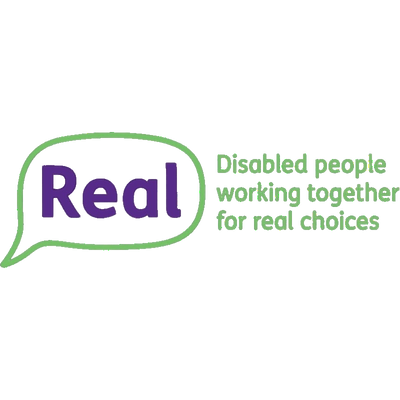 Real
Disabled people
working together
for real choices